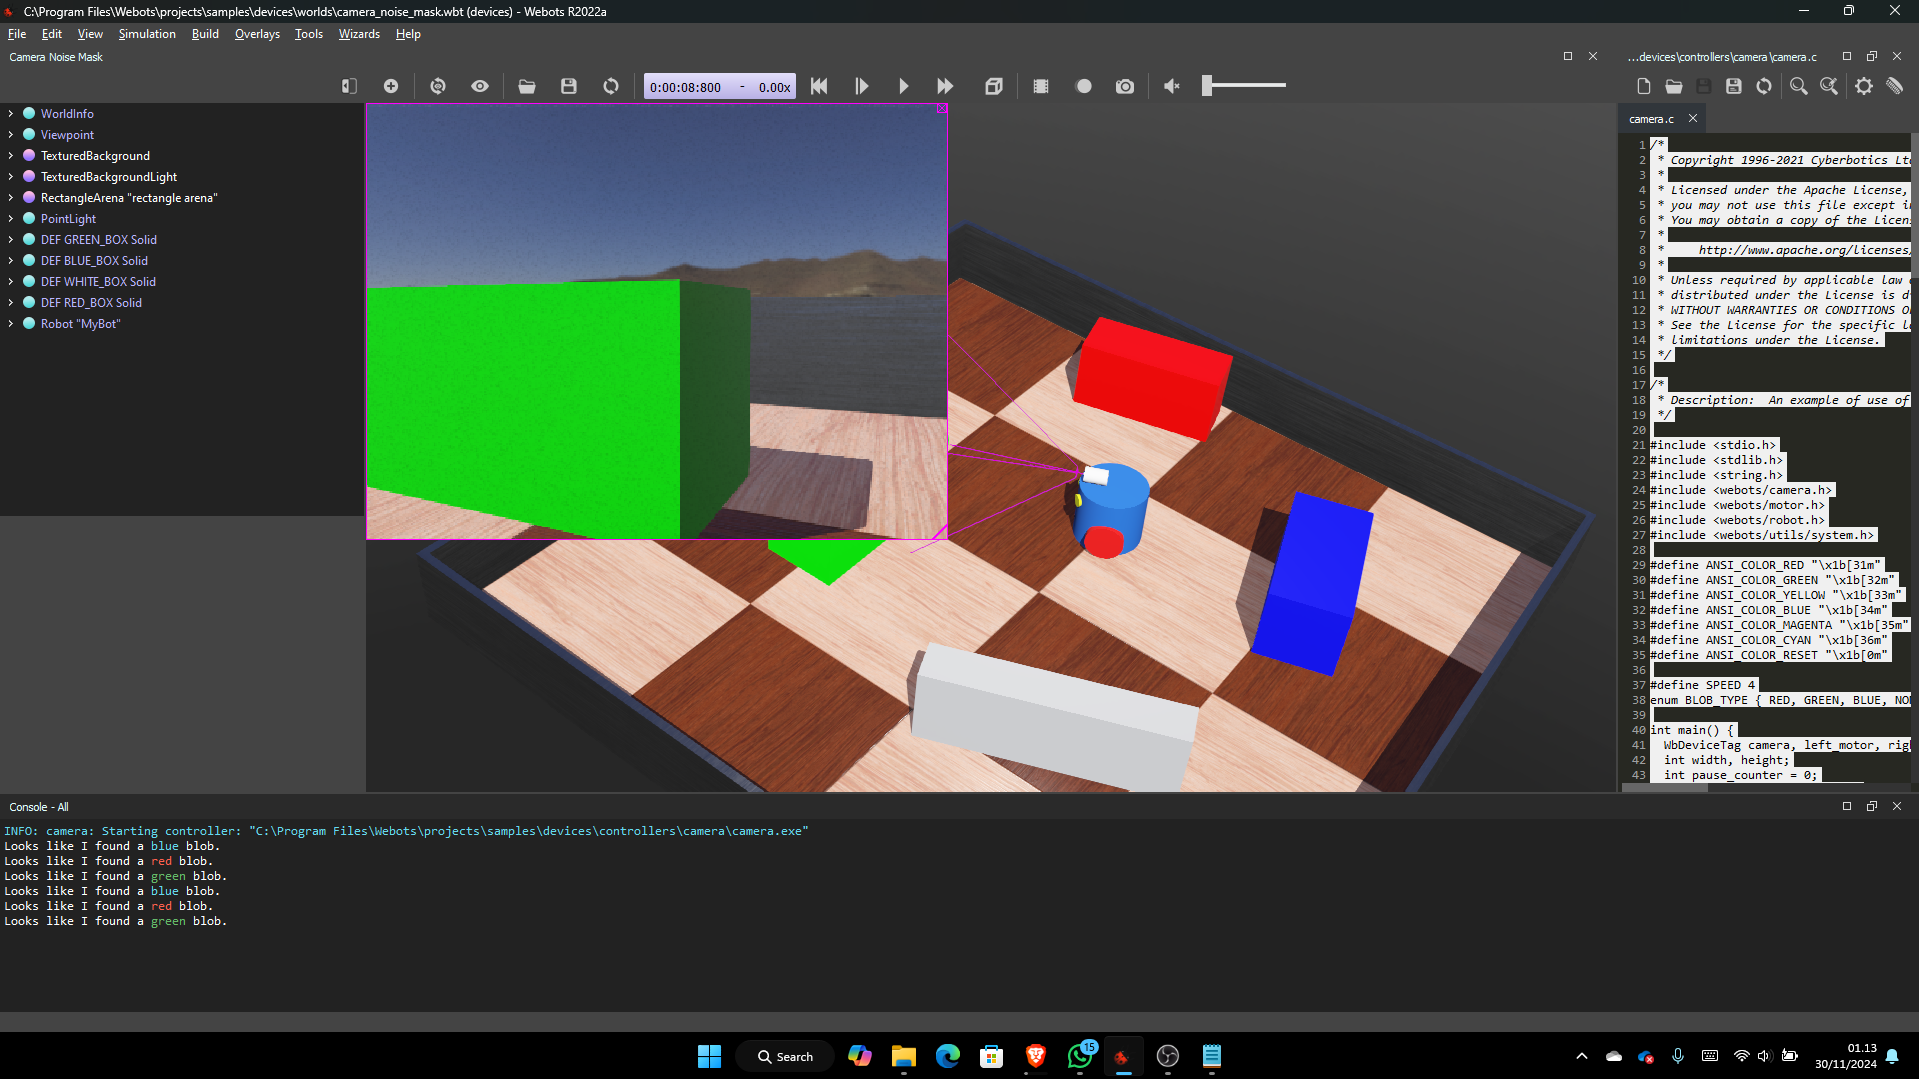 C:\Program Files\Webots\projects\samples\devices\worlds\camera_noise_mask.wbt (devices) - Webots R2022a
File Edit View Simulation Build Overlays Tools Wizards Help
Camera Noise Mask
...devices\controllers\camera\camera.c
0:00:08:800 - 0.00x
WorldInfo
Viewpoint
TexturedBackground
TexturedBackgroundLight
RectangleArena "rectangle arena"
PointLight
DEF GREEN_BOX Solid
DEF BLUE_BOX Solid
DEF WHITE_BOX Solid
DEF RED_BOX Solid
Robot "MyBot"
camera.c
1 /*
2 * Copyright 1996-2021 Cyberbotics Ltd
3 *
4 * Licensed under the Apache License,
5 * you may not use this file except i
6 * You may obtain a copy of the Licen
7 *
8 * http://www.apache.org/licenses/
9 *
10 * Unless required by applicable law
11 * distributed under the License is d
12 * WITHOUT WARRANTIES OR CONDITIONS O
13 * See the License for the specific l
14 * limitations under the License.
15 */
16
17 /*
18 * Description: An example of use of
19 */
20
21 #include <stdio.h>
22 #include <stdlib.h>
23 #include <string.h>
24 #include <webots/camera.h>
25 #include <webots/motor.h>
26 #include <webots/robot.h>
27 #include <webots/utils/system.h>
28
29 #define ANSI_COLOR_RED "\x1b[31m"
30 #define ANSI_COLOR_GREEN "\x1b[32m"
31 #define ANSI_COLOR_YELLOW "\x1b[33m"
32 #define ANSI_COLOR_BLUE "\x1b[34m"
33 #define ANSI_COLOR_MAGENTA "\x1b[35m"
34 #define ANSI_COLOR_CYAN "\x1b[36m"
35 #define ANSI_COLOR_RESET "\x1b[0m"
36
37 #define SPEED 4
38 enum BLOB_TYPE { RED, GREEN, BLUE, NO
39
40 int main() {
41 WbDeviceTag camera, left_motor, rig
42 int width, height;
43 int pause_counter = 0;
Console - All
INFO: camera: Starting controller: "C:\Program Files\Webots\projects\samples\devices\controllers\camera\camera.exe"
Looks like I found a blue blob.
Looks like I found a red blob.
Looks like I found a green blob.
Looks like I found a blue blob.
Looks like I found a red blob.
Looks like I found a green blob.
Search
15
01.13
30/11/2024